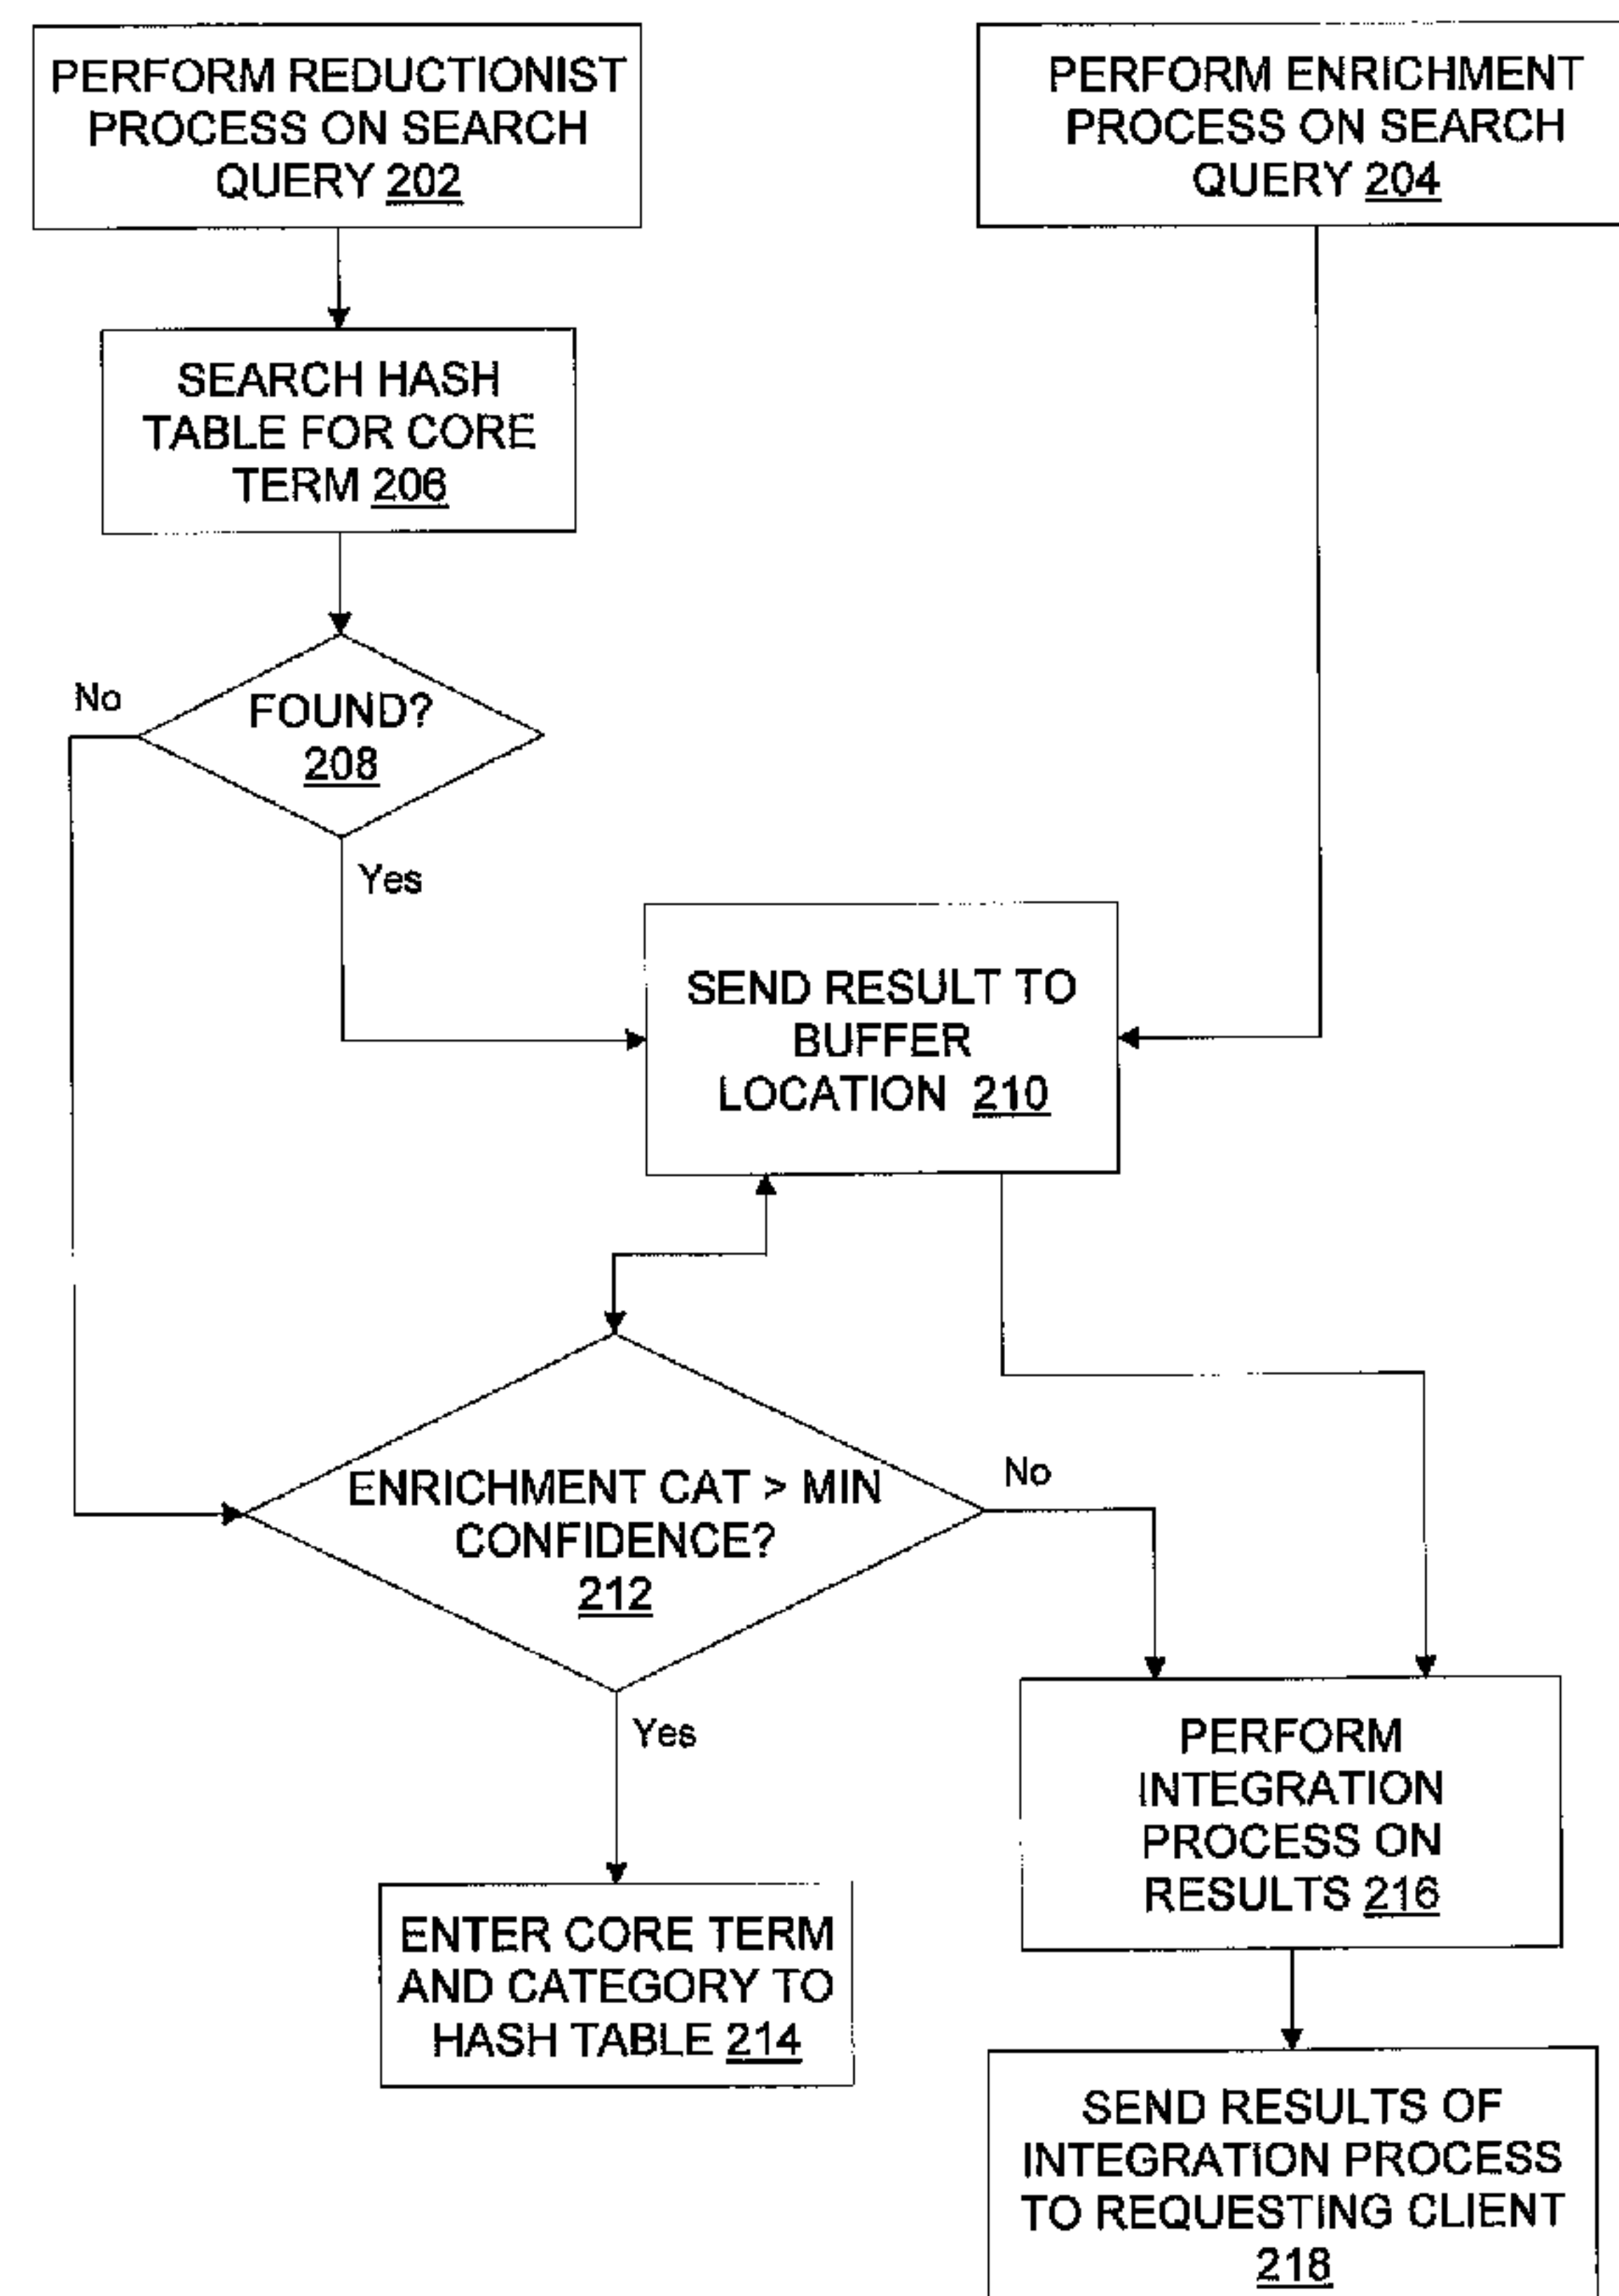 PERFORM REDUCTIONIST
PROCESS ON SEARCH
QUERY 202
PERFORM ENRICHMENT
PROCESS ON SEARCH
QUERY 204
SEARCH HASH
TABLE FOR CORE
TERM 206
No
FOUND?
208
Yes
SEND RESULT TO
BUFFER
LOCATION 210
ENRICHMENT CAT > MIN
CONFIDENCE?
212
No
Yes
PERFORM
INTEGRATION
PROCESS ON
RESULTS 216
ENTER CORE TERM
AND CATEGORY TO
HASH TABLE 214
SEND RESULTS OF
INTEGRATION PROCESS
TO REQUESTING CLIENT
218